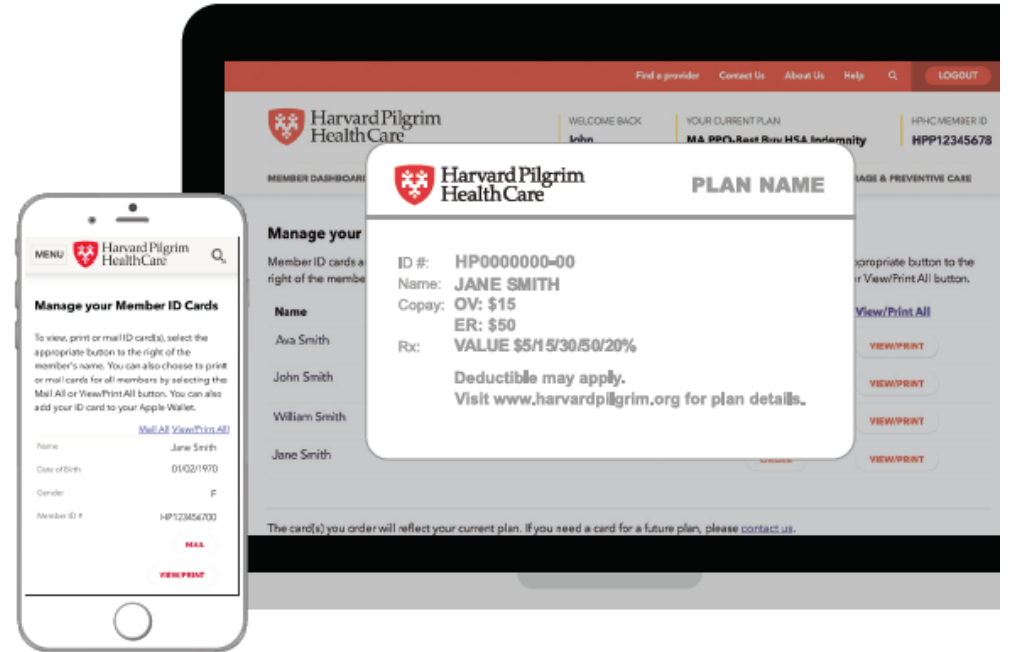 Find a provider Contact Us About Us Help LOGOUT
Harvard Pilgrim
HealthCare
WELCOME BACK
John
YOUR CURRENT PLAN
MA PPO-Best Buy HSA Indemnity
HPHC MEMBER ID
HPP12345678
MEMBER DASHBOARD
& PREVENTIVE CARE
Manage your
Member ID cards a
right of the membe
appropriate button to the
or View/Print All button.
Name
View/Print All
Ava Smith
VIEW/PRINT
John Smith
VIEW/PRINT
William Smith
VIEW/PRINT
Jane Smith
ORDER
VIEW/PRINT
The card(s) you order will reflect your current plan. If you need a card for a future plan, please contact us.
Harvard Pilgrim
HealthCare
PLAN NAME
ID #: HP0000000-00
Name: JANE SMITH
Copay: OV: $15
ER: $50
Rx: VALUE $5/15/30/50/20%
Deductible may apply.
Visit www.harvardpilgrim.org for plan details.
MENU
Harvard Pilgrim
HealthCare
Manage your Member ID Cards
To view, print or mail ID card(s), select the
appropriate button to the right of the
member's name. You can also choose to print
or mail cards for all members by selecting the
Mail All or View/Print All button. You can also
add your ID card to your Apple Wallet.
Mail All View/Print All
Name Jane Smith
Date of Birth 01/02/1970
Gender F
Member ID # HP123456700
MAIL
VIEW/PRINT